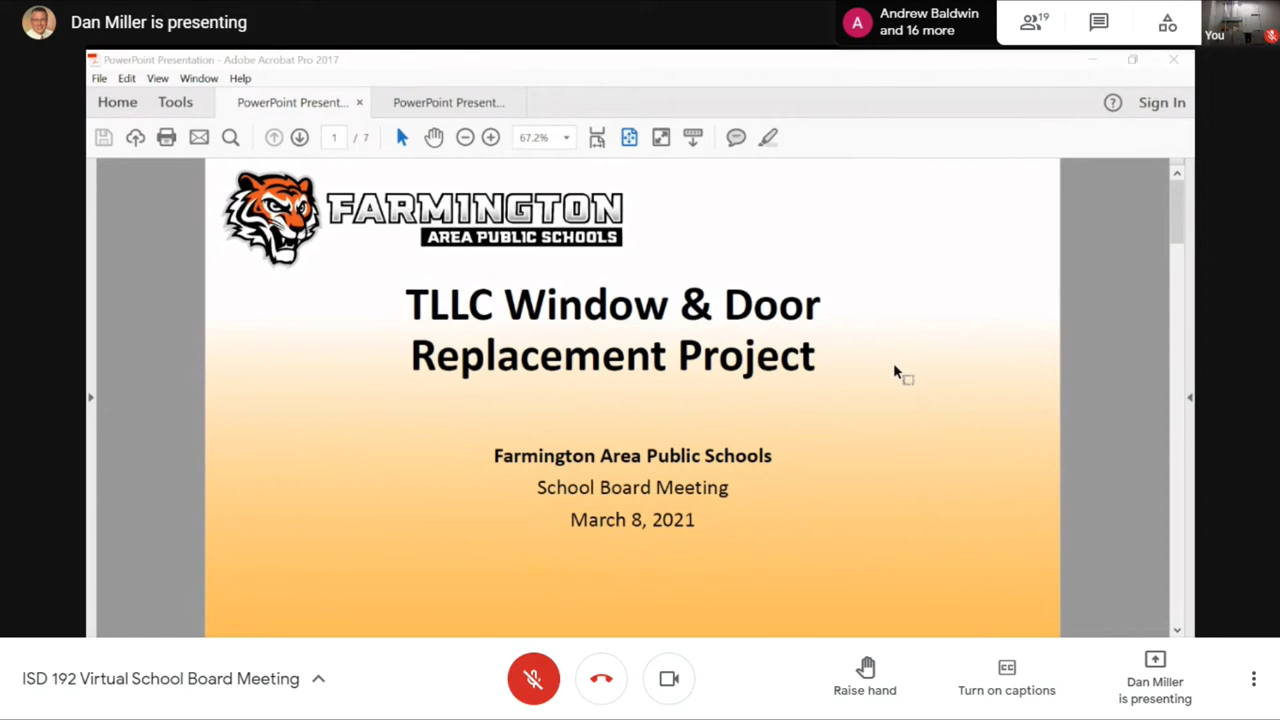 Dan Miller is presenting
A
Andrew Baldwin
and 16 more
19
You
PowerPoint Presentation - Adobe Acrobat Pro 2017
File Edit View Window Help
Home Tools PowerPoint Present... × PowerPoint Present... ? Sign In
1 / 7 67.2%
FARMINGTON
AREA PUBLIC SCHOOLS
TLLC Window & Door
Replacement Project
Farmington Area Public Schools
School Board Meeting
March 8, 2021
ISD 192 Virtual School Board Meeting
Raise hand
CC
Turn on captions
Dan Miller
is presenting